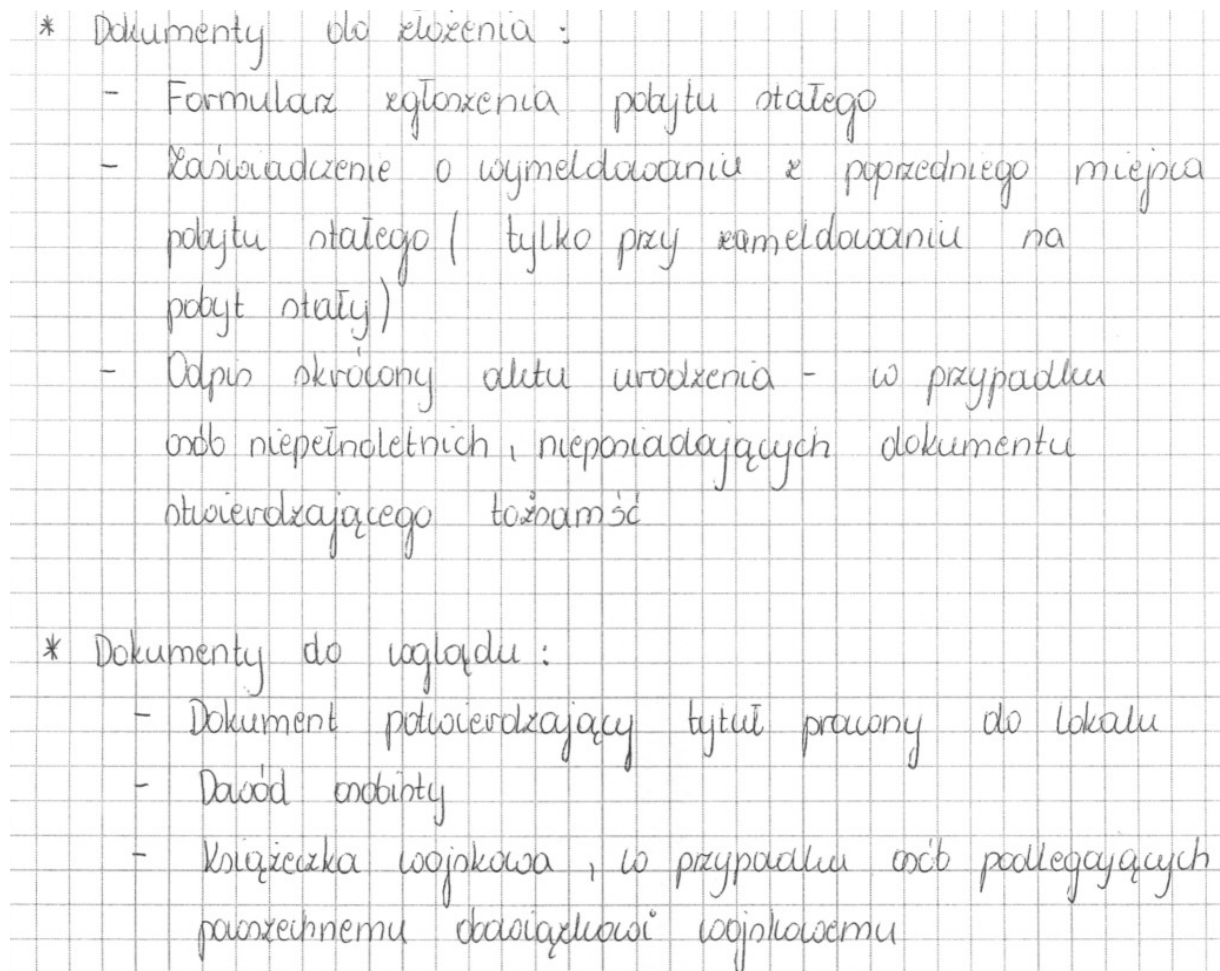 * Dokumenty do złożenia :
- Formularz zgłoszenia pobytu stałego
- Zaświadczenie o wymeldowaniu z poprzedniego miejsca
pobytu stałego ( tylko przy zameldowaniu na
pobyt stały)
- Odpis skrócony aktu urodzenia - w przypadku
osób niepełnoletnich, nieposiadających dokumentu
stwierdzającego tożsamść
* Dokumenty do wglądu :
- Dokument potwierdzający tytuł prawny do lokalu
- Dowód osobisty
- Książeczka wojskowa, w przypadku osób podlegających
powszechnemu obowiązkowi wojskowemu